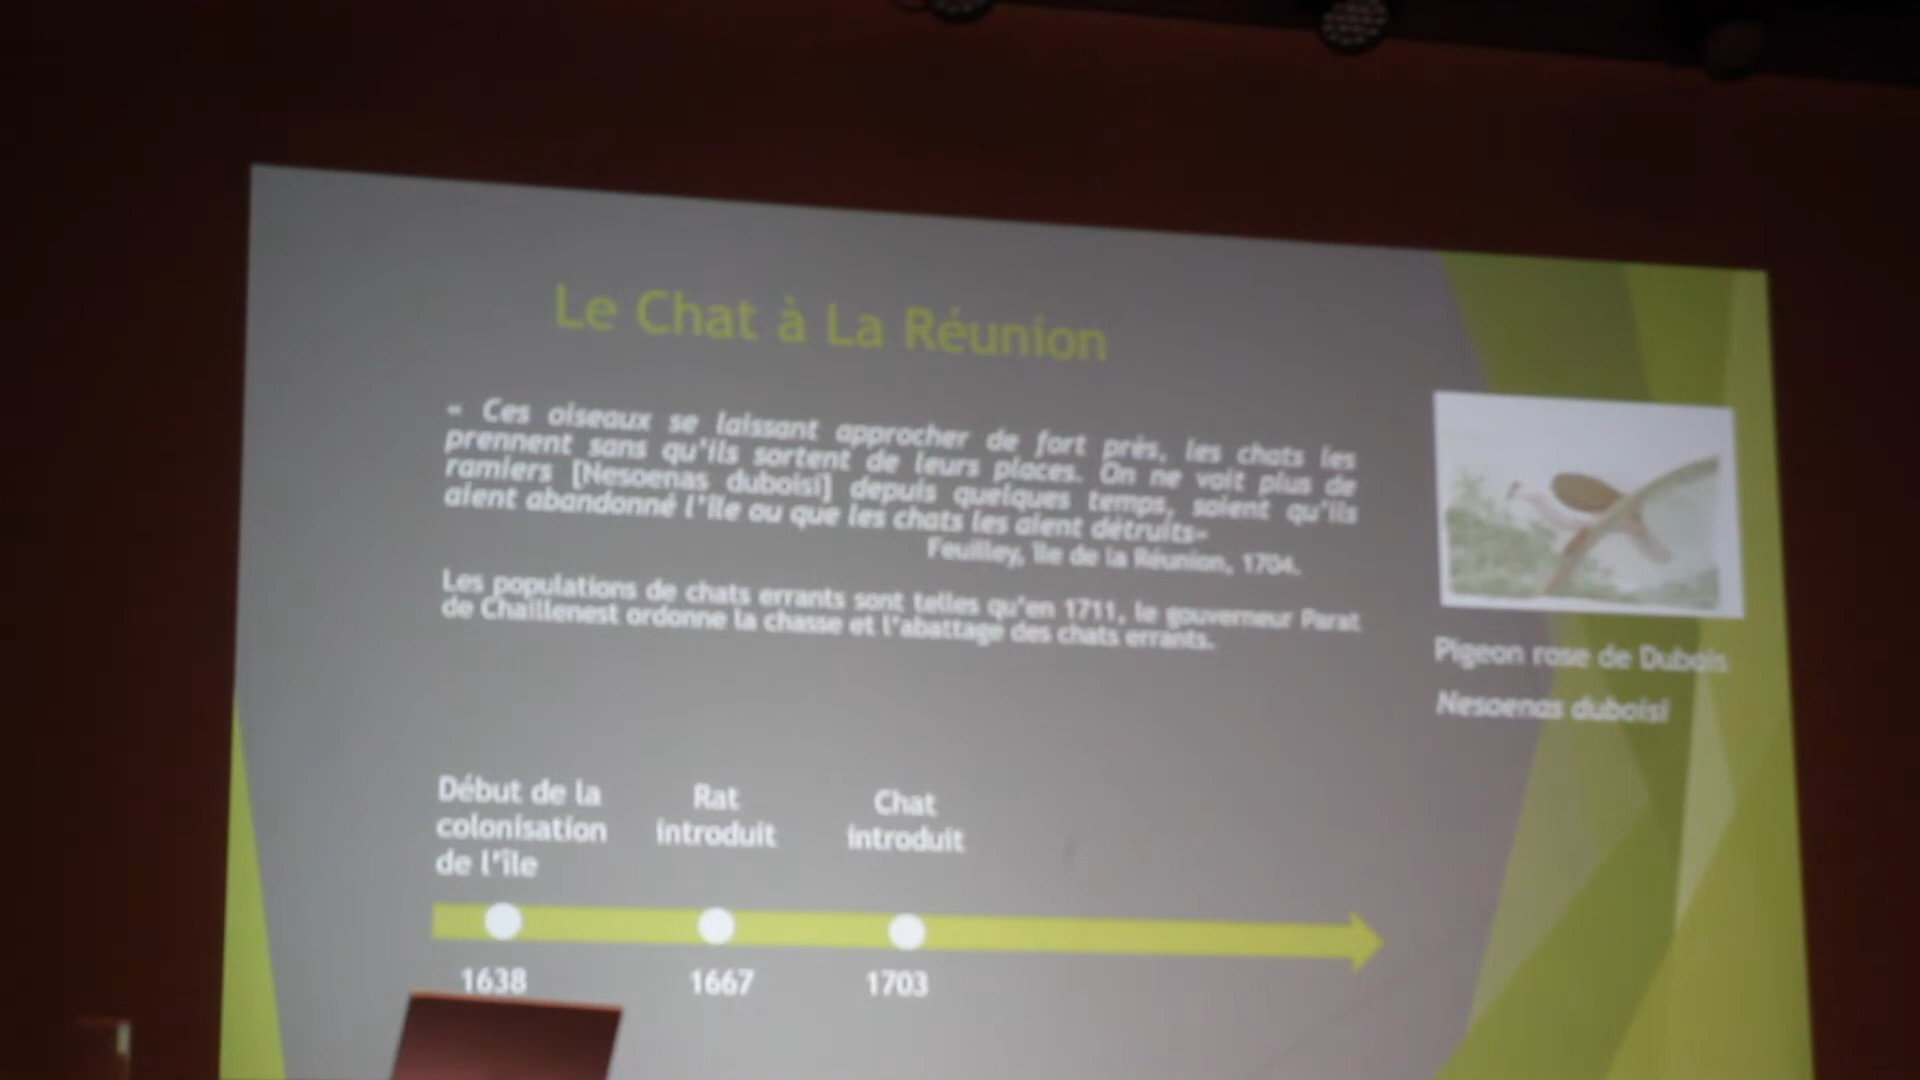 Le Chat à La Réunion
« Ces oiseaux se laissant approcher de fort près, les chats les
prennent sans qu'ils sortent de leurs places. On ne voit plus de
ramiers [Nesoenas duboisi] depuis quelques temps, soient qu'ils
aient abandonné l'île ou que les chats les aient détruits»
Feuilley, île de la Réunion, 1704.
Les populations de chats errants sont telles qu'en 1711, le gouverneur Parat
de Chaillenest ordonne la chasse et l'abattage des chats errants.
Pigeon rose de Dubois
Nesoenas duboisi
Début de la
colonisation
de l'île
Rat
introduit
Chat
introduit
1638
1667
1703